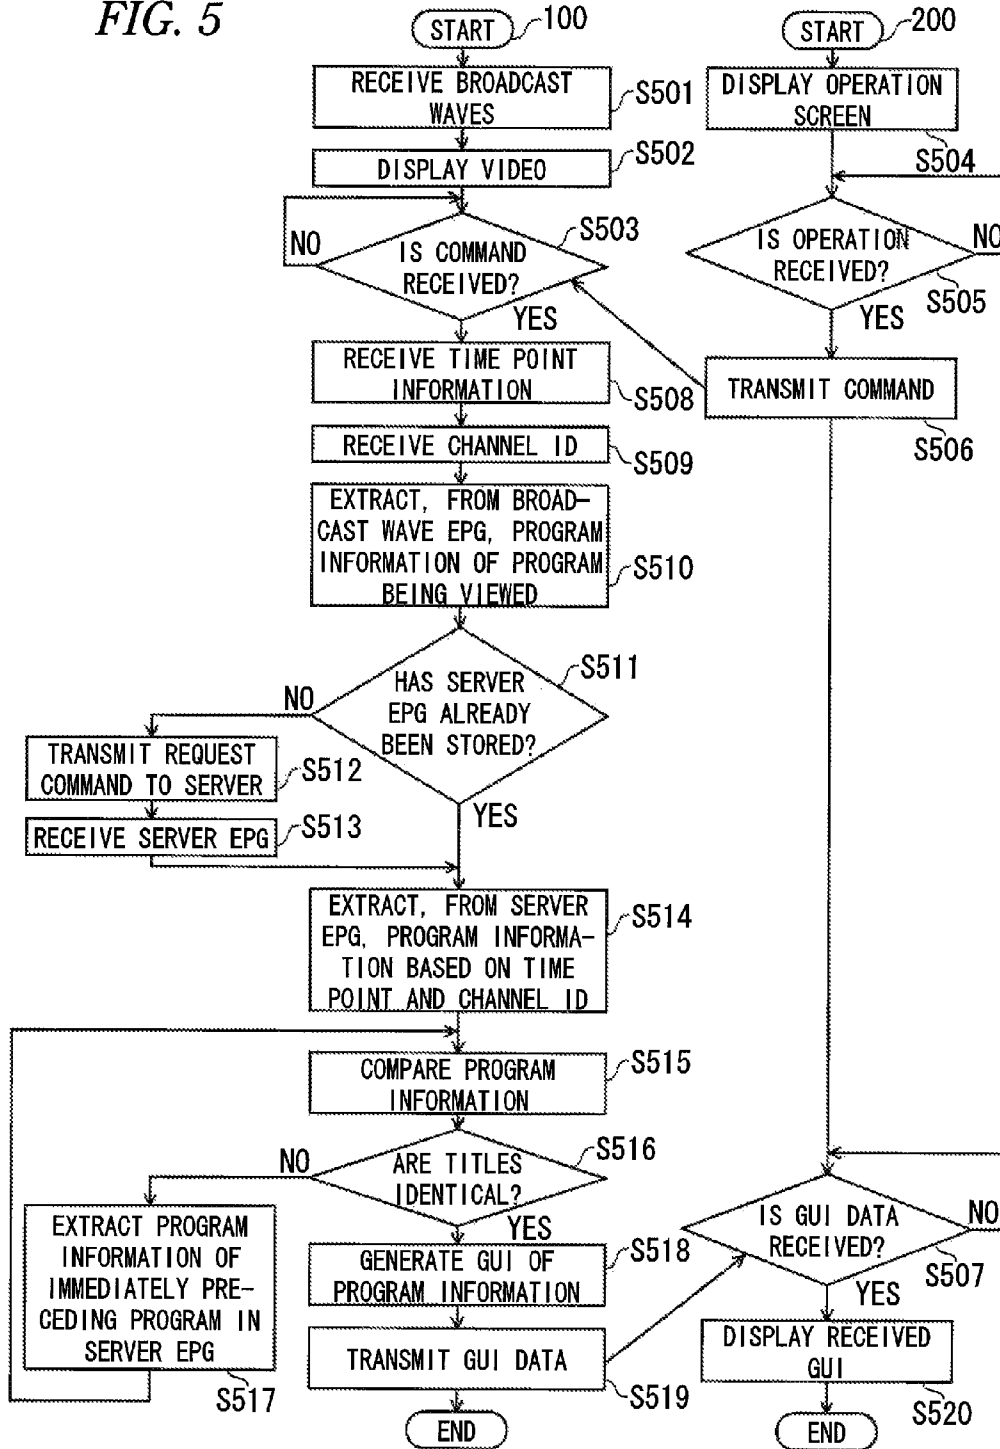 FIG. 5
START
100
RECEIVE BROADCAST
WAVES
S501
DISPLAY VIDEO
S502
IS COMMAND
RECEIVED?
S503
NO
YES
RECEIVE TIME POINT
INFORMATION
S508
RECEIVE CHANNEL ID
S509
EXTRACT, FROM BROAD-
CAST WAVE EPG, PROGRAM
INFORMATION OF PROGRAM
BEING VIEWED
S510
HAS SERVER
EPG ALREADY
BEEN STORED?
S511
NO
YES
TRANSMIT REQUEST
COMMAND TO SERVER
S512
RECEIVE SERVER EPG
S513
EXTRACT, FROM SERVER
EPG, PROGRAM INFORMA-
TION BASED ON TIME
POINT AND CHANNEL ID
S514
COMPARE PROGRAM
INFORMATION
S515
ARE TITLES
IDENTICAL?
S516
NO
YES
EXTRACT PROGRAM
INFORMATION OF
IMMEDIATELY PRE-
CEDING PROGRAM IN
SERVER EPG
S517
GENERATE GUI OF
PROGRAM INFORMATION
S518
TRANSMIT GUI DATA
S519
END
START
200
DISPLAY OPERATION
SCREEN
S504
IS OPERATION
RECEIVED?
S505
NO
YES
TRANSMIT COMMAND
S506
IS GUI DATA
RECEIVED?
S507
NO
YES
DISPLAY RECEIVED
GUI
S520
END